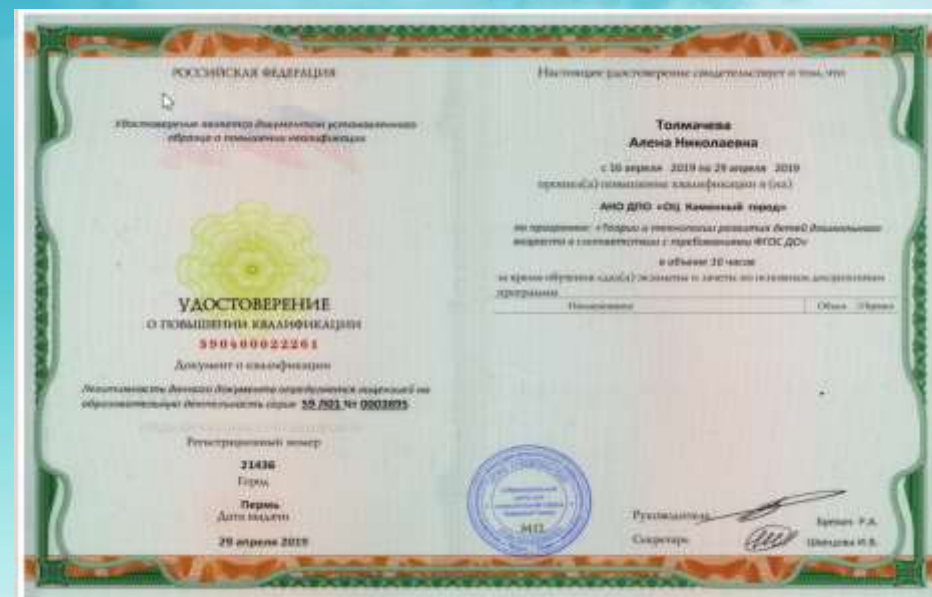 РОССИЙСКАЯ ФЕДЕРАЦИЯ
Удостоверение является документом установленного
образца о повышении квалификации
УДОСТОВЕРЕНИЕ
О ПОВЫШЕНИИ КВАЛИФИКАЦИИ
590400022261
Документ о квалификации
Легитимность данного документа определяется лицензией на
образовательную деятельность серия 59 Л01 № 0003895
Регистрационный номер
21436
Город
Пермь
Дата выдачи
29 апреля 2019
Настоящее удостоверение свидетельствует о том, что
Толмачева
Алена Николаевна
с 16 апреля 2019 по 29 апреля 2019
прошел(а) повышение квалификации в (на)
АНО ДПО «ОЦ Каменный город»
по программе: «Теории и технологии развития детей дошкольного
возраста в соответствии с требованиями ФГОС ДО»
в объеме часов
за время обучения сдал(а) экзамены и зачеты по основным дисциплинам
программы
Наименование Объем Оценка
М.П.
Руководитель
Секретарь Швецова И.В.